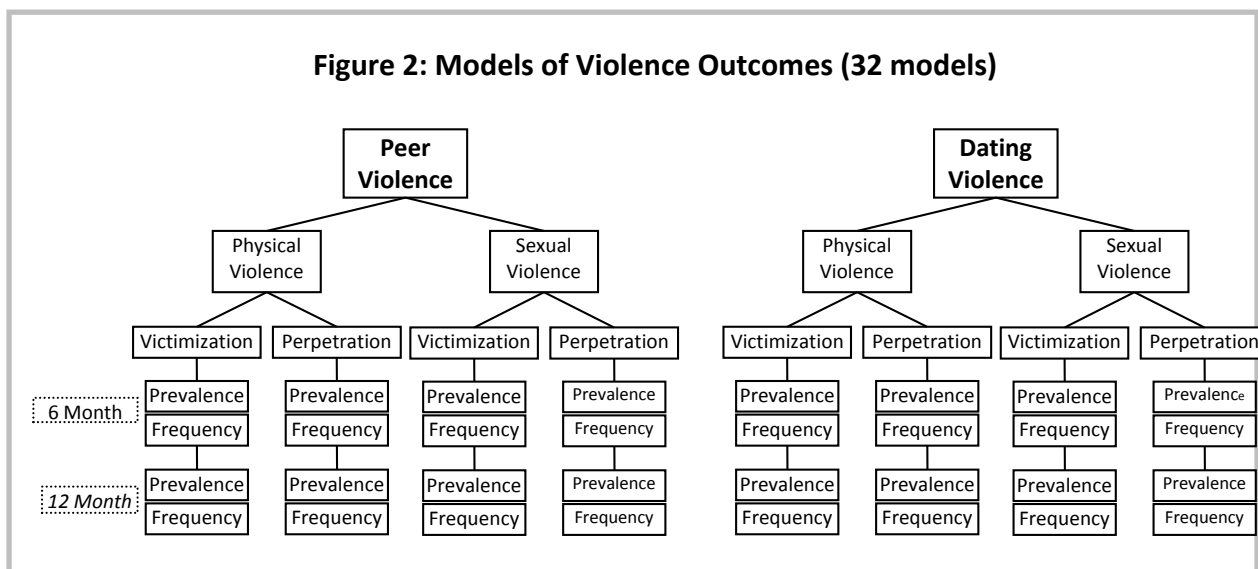 Figure 2: Models of Violence Outcomes (32 models)
Peer
Violence
Dating
Violence
Physical
Violence
Sexual
Violence
Physical
Violence
Sexual
Violence
Victimization Perpetration Victimization Perpetration Victimization Perpetration Victimization Perpetration
6 Month
Prevalence Prevalence Prevalence Prevalence Prevalence Prevalence Prevalence Prevalence
Frequency Frequency Frequency Frequency Frequency Frequency Frequency Frequency
12 Month
Prevalence Prevalence Prevalence Prevalence Prevalence Prevalence Prevalence Prevalence
Frequency Frequency Frequency Frequency Frequency Frequency Frequency Frequency